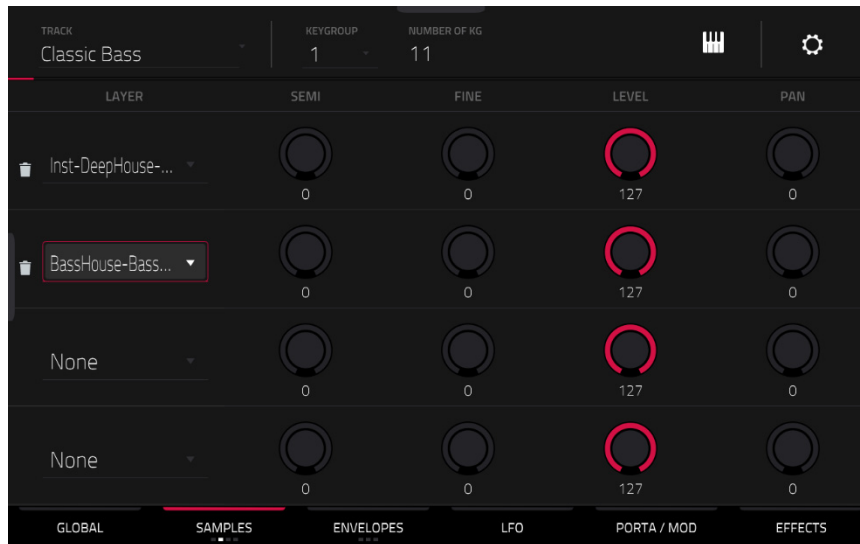 TRACK KEYGROUP NUMBER OF KG
Classic Bass 1 11
LAYER SEMI FINE LEVEL PAN
Inst-DeepHouse-...
0 0 127 0
BassHouse-Bass...
0 0 127 0
None
0 0 127 0
None
0 0 127 0
GLOBAL SAMPLES ENVELOPES LFO PORTA / MOD EFFECTS